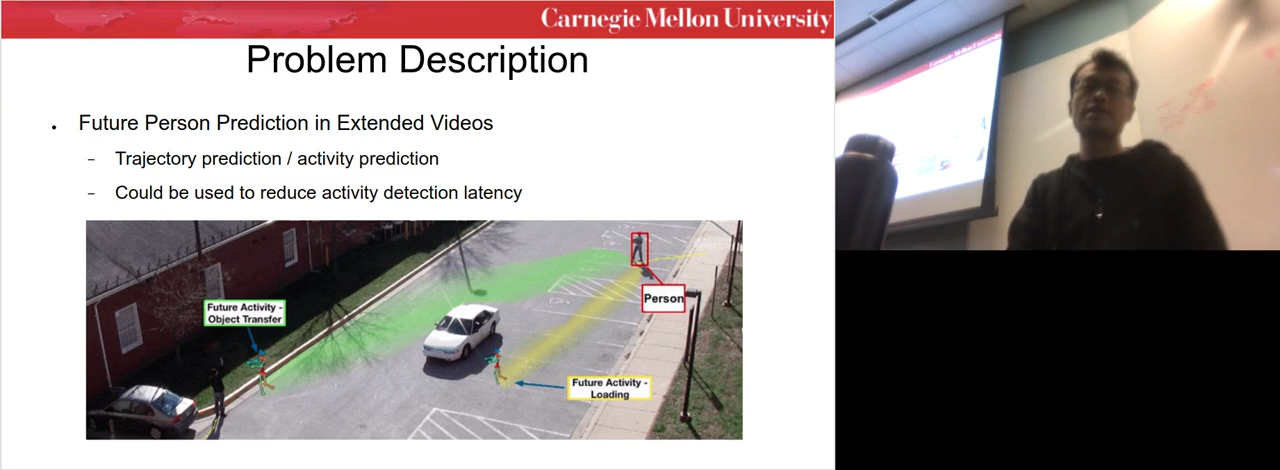 Carnegie Mellon University
Problem Description
• Future Person Prediction in Extended Videos
– Trajectory prediction / activity prediction
– Could be used to reduce activity detection latency
Person
Future Activity -
Object Transfer
Future Activity -
Loading